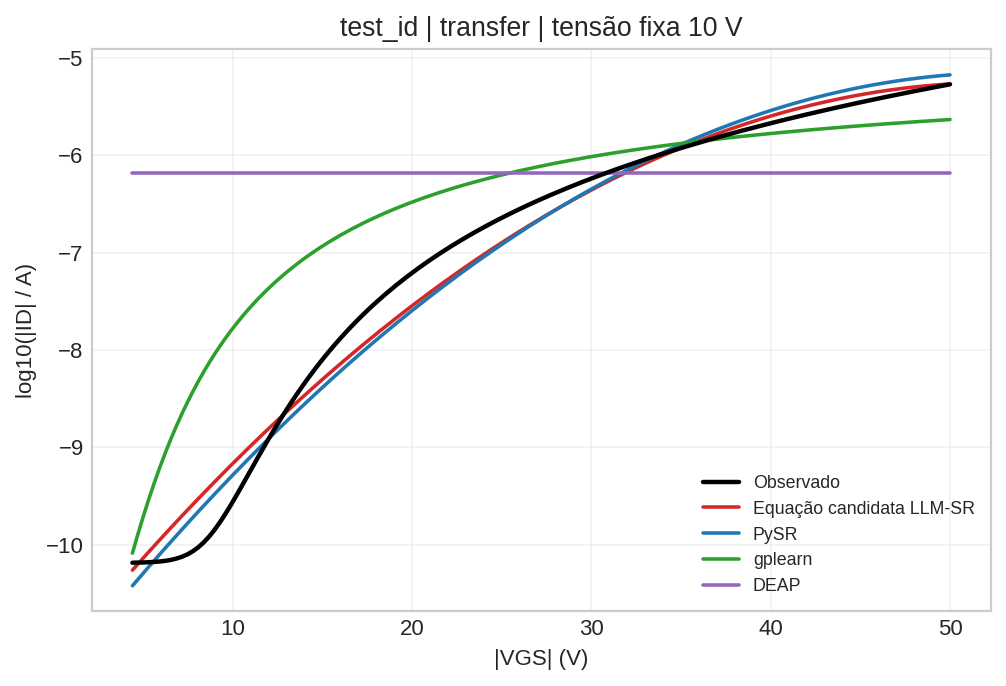 test_id | transfer | tensão fixa 10 V
log10(|ID| / A)
−5
−6
−7
−8
−9
−10
Observado
Equação candidata LLM-SR
PySR
gplearn
DEAP
10
20
30
40
50
|VGS| (V)